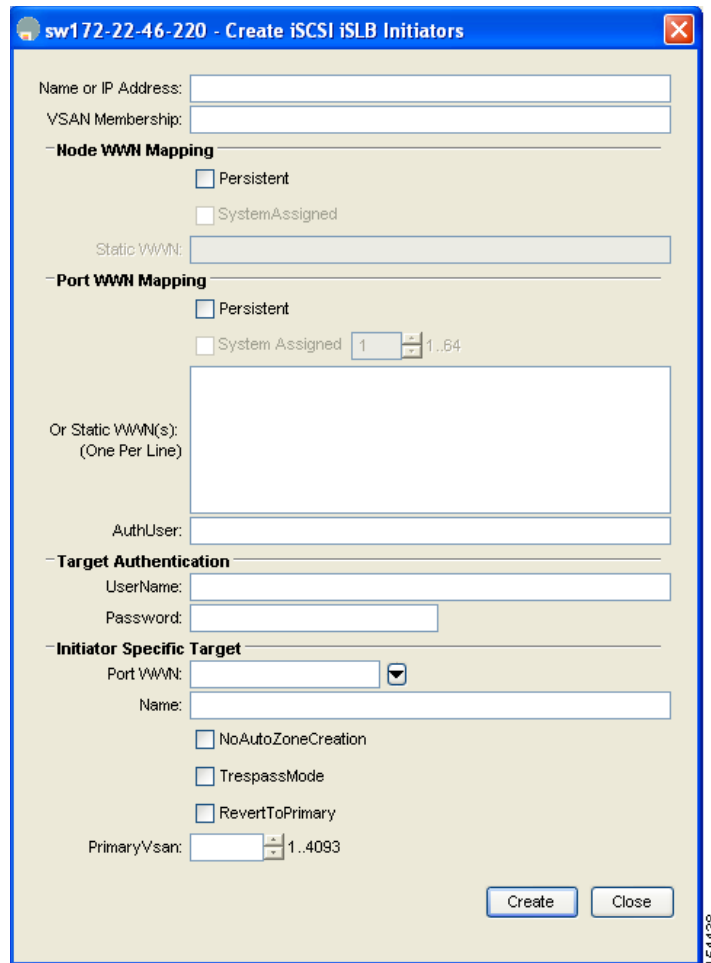 sw172-22-46-220 - Create iSCSI iSLB Initiators
Name or IP Address:
VSAN Membership:
Node WWN Mapping
Persistent
SystemAssigned
Static WWN:
Port WWN Mapping
Persistent
System Assigned 1 1..64
Or Static WWN(s):
(One Per Line)
AuthUser:
Target Authentication
UserName:
Password:
Initiator Specific Target
Port WWN:
Name:
NoAutoZoneCreation
TrespassMode
RevertToPrimary
PrimaryVsan: 1..4093
Create Close